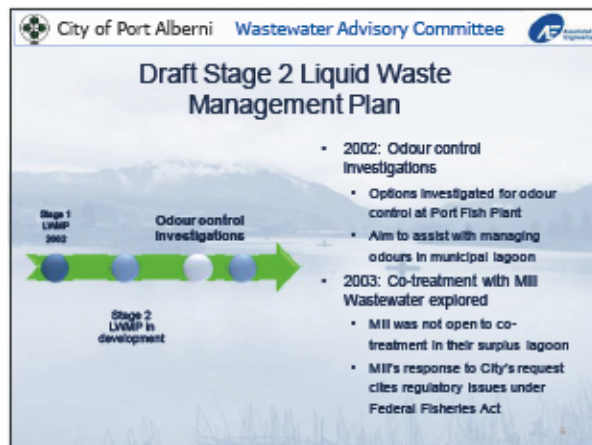 City of Port Alberni Wastewater Advisory Committee
Associated
Engineering
Draft Stage 2 Liquid Waste
Management Plan
Stage 1
LWMP
2002
Odour control
Investigations
Stage 2
LWMP in
development
▪ 2002: Odour control
Investigations
▪ Options Investigated for odour
control at Port Fish Plant
▪ Aim to assist with managing
odours in municipal lagoon
▪ 2003: Co-treatment with Mill
Wastewater explored
▪ Mill was not open to co-
treatment in their surplus lagoon
▪ Mill's response to City's request
cites regulatory issues under
Federal Fisheries Act